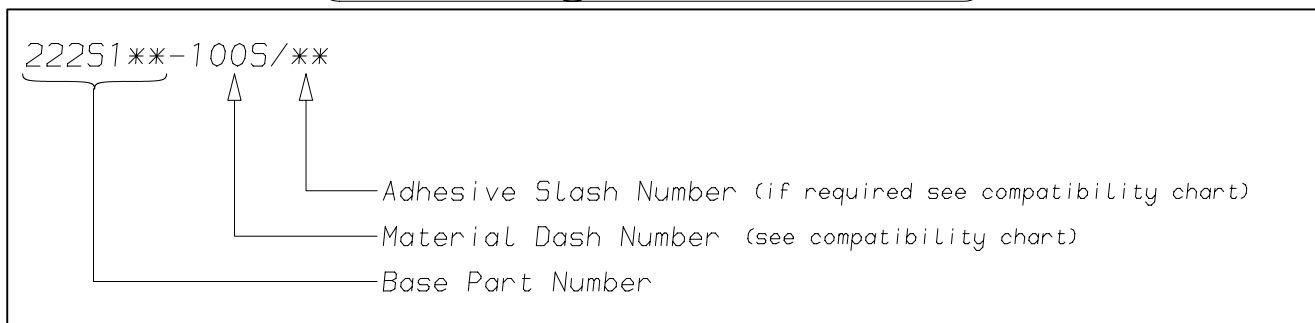 222S1**-100S/**
Adhesive Slash Number (if required see compatibility chart)
Material Dash Number (see compatibility chart)
Base Part Number